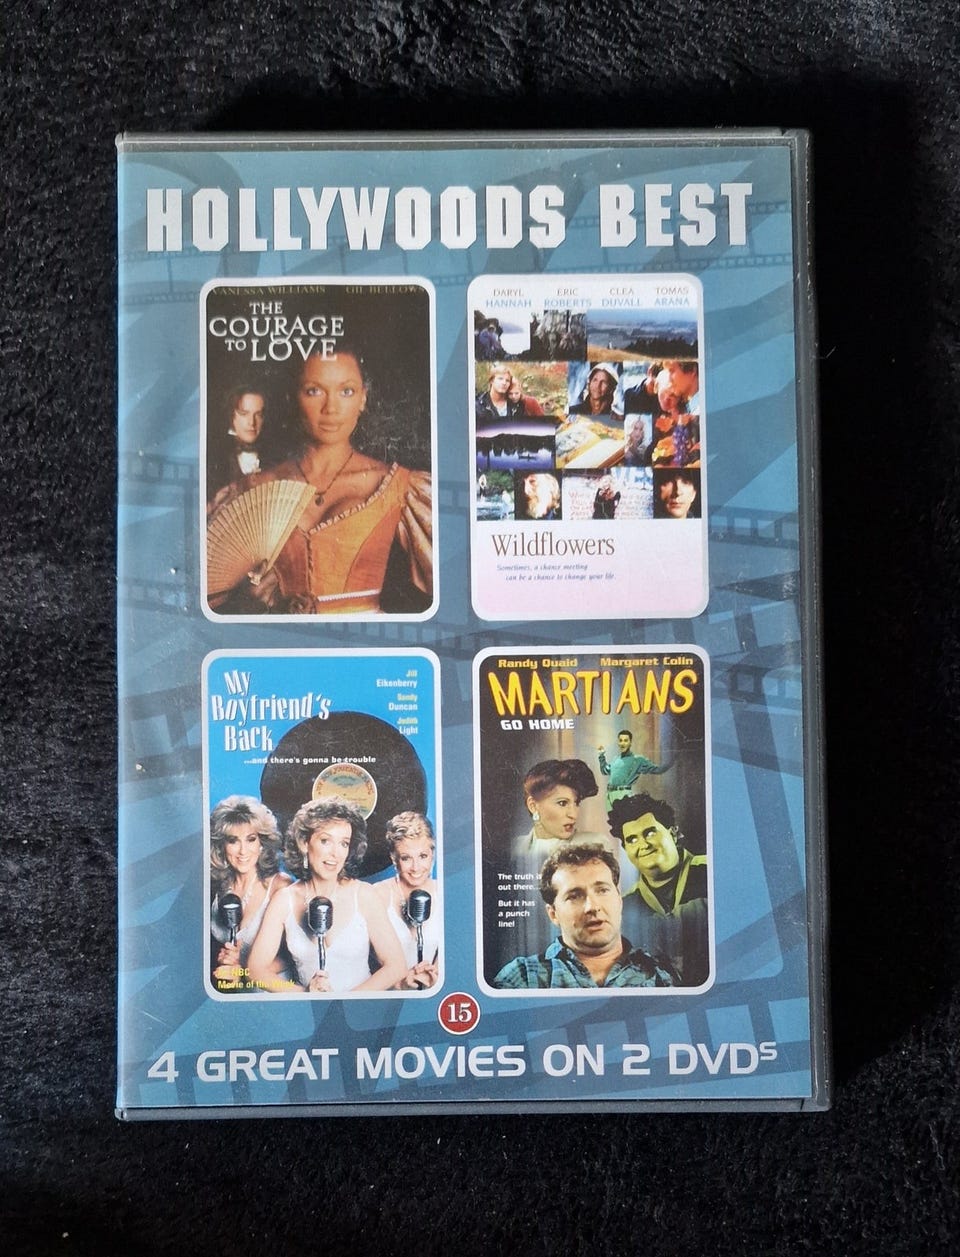 HOLLYWOODS BEST
VANESSA WILLIAMS GIL BELLOWS
THE
COURAGE
TO LOVE
DARYL ERIC CLEA TOMAS
HANNAH ROBERTS DUVALL ARANA
Wildflowers
Sometimes, a chance meeting
can be a chance to change your life.
My
Boyfriend's
Back
Jill
Eikenberry
Sandy
Duncan
Judith
Light
...and there's gonna be trouble
An NBC
Movie of the Week
Randy Quaid Margaret Colin
MARTIANS
GO HOME
The truth is
out there...
But it has
a punch
line!
15
4 GREAT MOVIES ON 2 DVDs